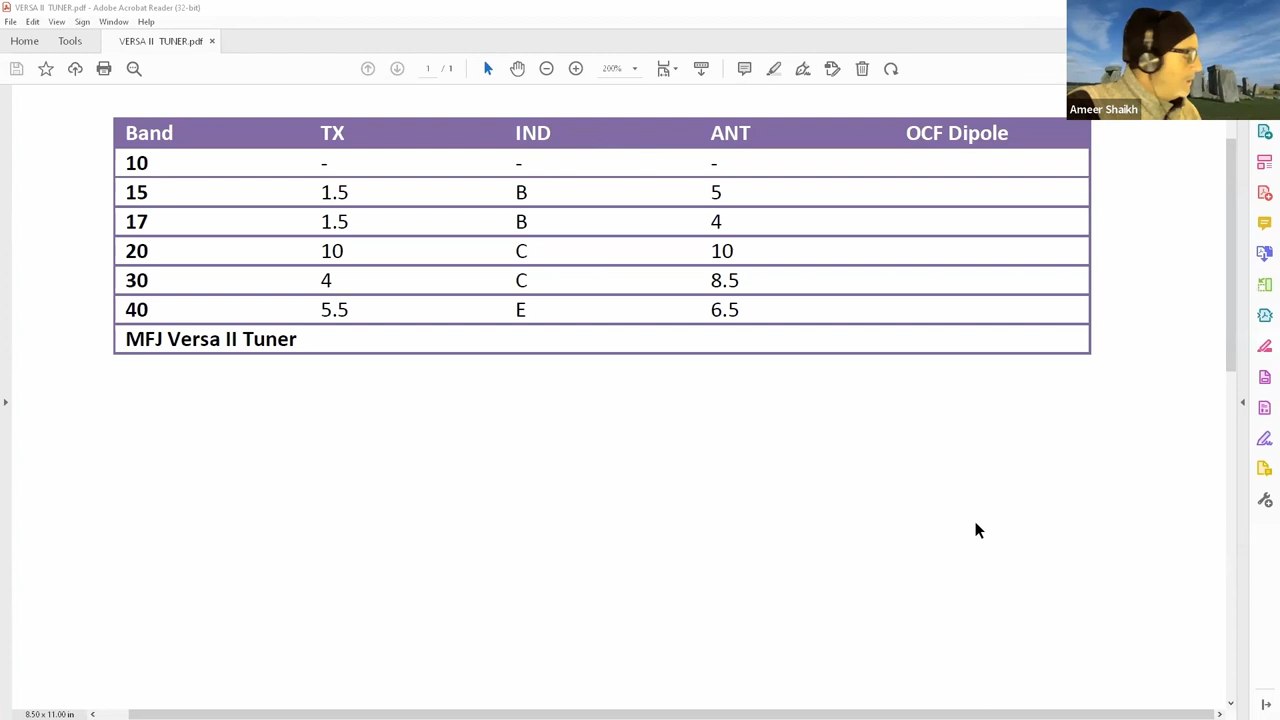 VERSA II TUNER.pdf - Adobe Acrobat Reader (32-bit)
File Edit View Sign Window Help
Home Tools VERSA II TUNER.pdf ×
1 / 1 200%
Ameer Shaikh
Band TX IND ANT OCF Dipole
10 - - -
15 1.5 B 5
17 1.5 B 4
20 10 C 10
30 4 C 8.5
40 5.5 E 6.5
MFJ Versa II Tuner
8.50 x 11.00 in